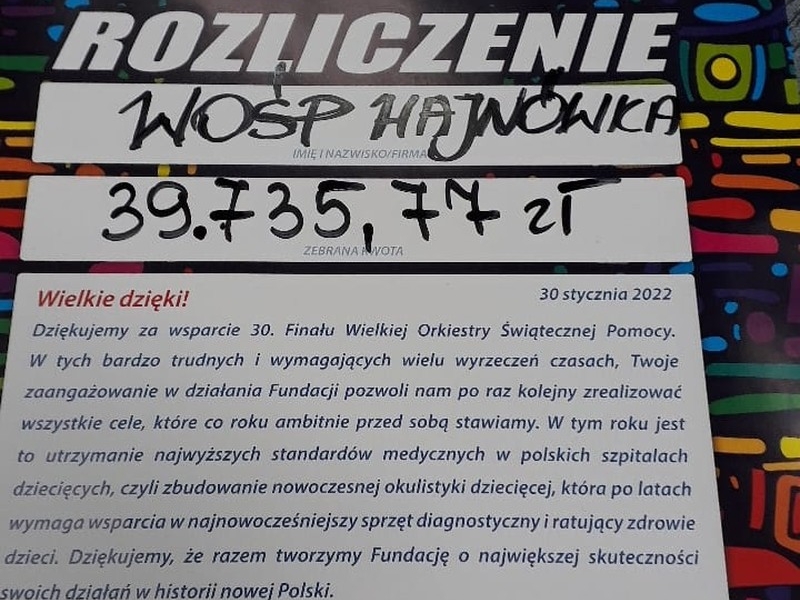 ROZLICZENIE
WOŚP HAJNÓWKA
IMIĘ I NAZWISKO/FIRMA
39.735,77 zł
ZEBRANA KWOTA
Wielkie dzięki!
30 stycznia 2022
Dziękujemy za wsparcie 30. Finału Wielkiej Orkiestry Świątecznej Pomocy.
W tych bardzo trudnych i wymagających wielu wyrzeczeń czasach, Twoje
zaangażowanie w działania Fundacji pozwoli nam po raz kolejny zrealizować
wszystkie cele, które co roku ambitnie przed sobą stawiamy. W tym roku jest
to utrzymanie najwyższych standardów medycznych w polskich szpitalach
dziecięcych, czyli zbudowanie nowoczesnej okulistyki dziecięcej, która po latach
wymaga wsparcia w najnowocześniejszy sprzęt diagnostyczny i ratujący zdrowie
dzieci. Dziękujemy, że razem tworzymy Fundację o największej skuteczności
swoich działań w historii nowej Polski.